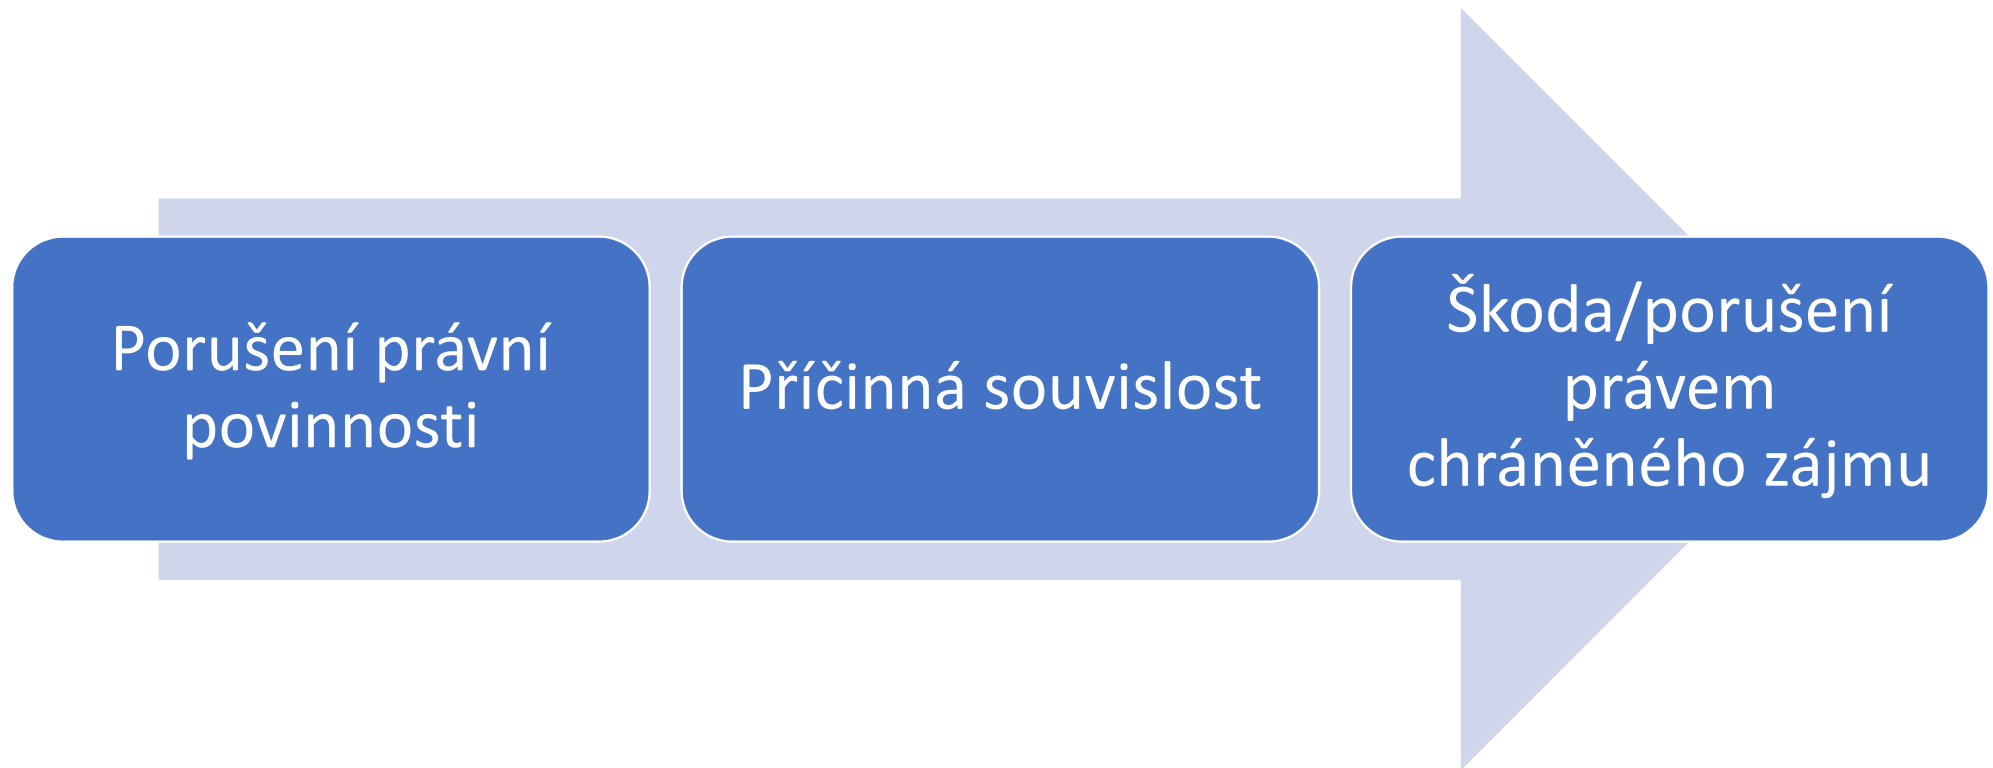 Porušení právní
povinnosti
Příčinná souvislost
Škoda/porušení
právem
chráněného zájmu